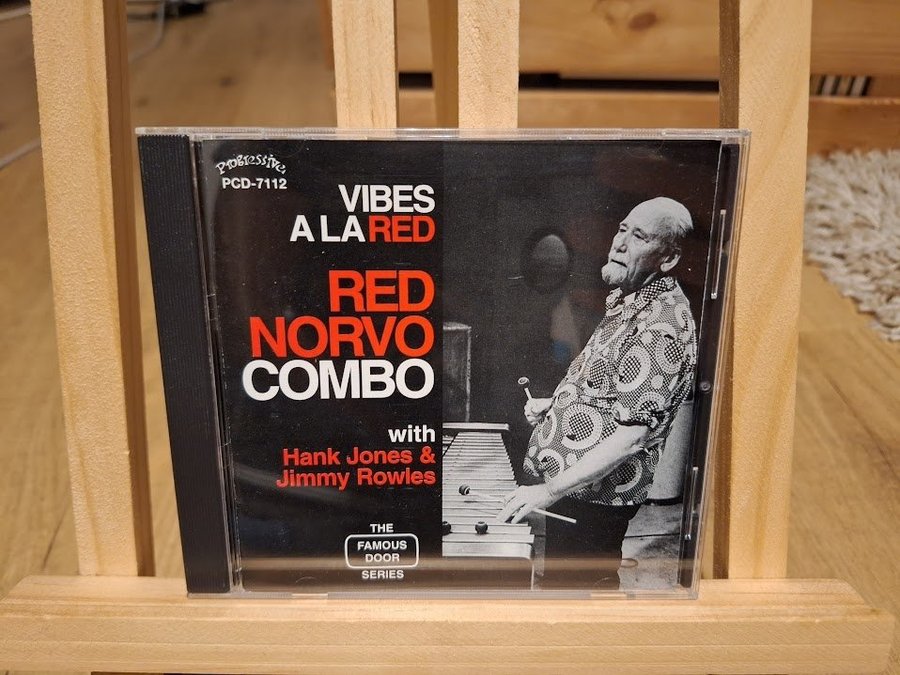 Progressive
PCD-7112
VIBES
A LA RED
RED
NORVO
COMBO
with
Hank Jones &
Jimmy Rowles
THE
FAMOUS
DOOR
SERIES